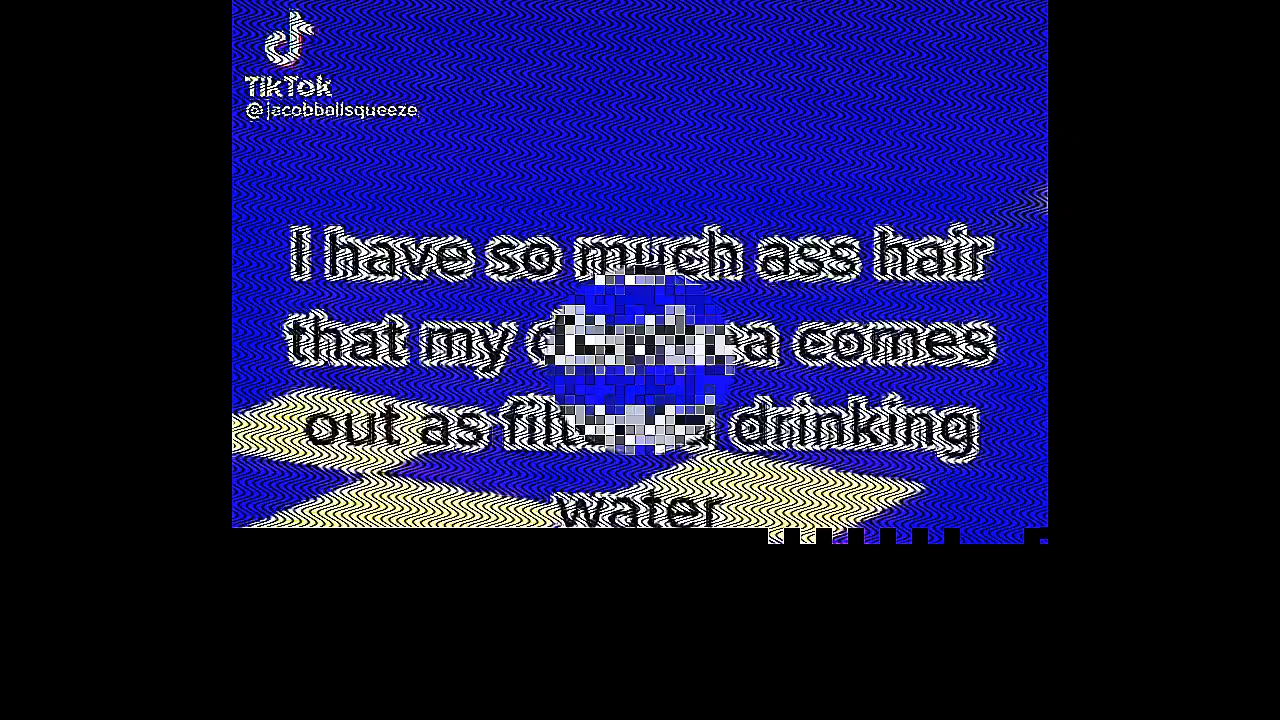 TikTok
@jacobballsqueeze
I have so much ass hair
that my comes
out as drinking
water